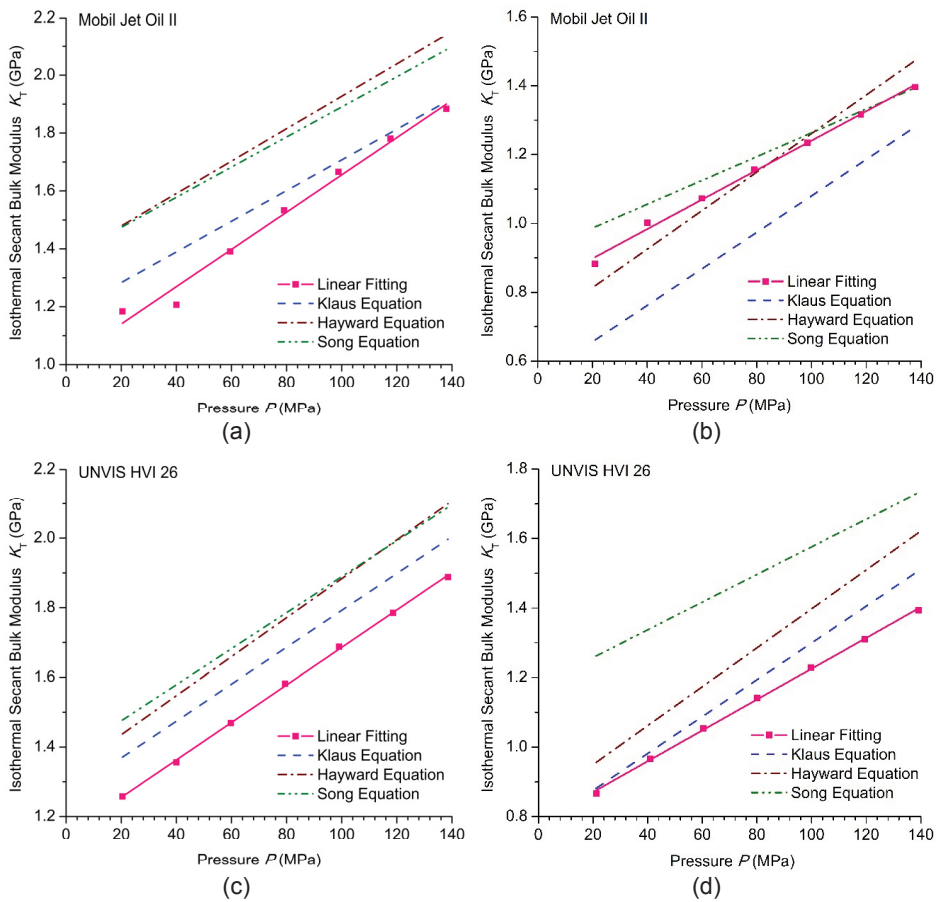 Mobil Jet Oil II
Isothermal Secant Bulk Modulus K_T (GPa)
2.2
2.0
1.8
1.6
1.4
1.2
1.0
Linear Fitting
Klaus Equation
Hayward Equation
Song Equation
0 20 40 60 80 100 120 140
Pressure P (MPa)
(a)
Mobil Jet Oil II
Isothermal Secant Bulk Modulus K_T (GPa)
1.6
1.4
1.2
1.0
0.8
0.6
Linear Fitting
Klaus Equation
Hayward Equation
Song Equation
0 20 40 60 80 100 120 140
Pressure P (MPa)
(b)
UNVIS HVI 26
Isothermal Secant Bulk Modulus K_T (GPa)
2.2
2.0
1.8
1.6
1.4
1.2
Linear Fitting
Klaus Equation
Hayward Equation
Song Equation
0 20 40 60 80 100 120 140
Pressure P (MPa)
(c)
UNVIS HVI 26
Isothermal Secant Bulk Modulus K_T (GPa)
1.8
1.6
1.4
1.2
1.0
0.8
Linear Fitting
Klaus Equation
Hayward Equation
Song Equation
0 20 40 60 80 100 120 140
Pressure P (MPa)
(d)